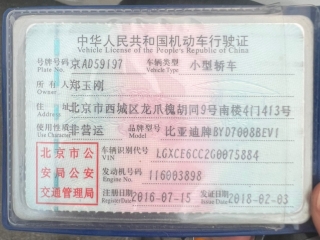 中华人民共和国机动车行驶证
Vehicle License of the People's Republic of China
号牌号码 京AD59197 车辆类型 小型轿车
Plate No. Vehicle Type
所有人 郑玉刚
Owner
住址 北京市西城区龙爪槐胡同9号南楼4门413号
Address
使用性质 非营运 品牌型号 比亚迪牌BYD7008BEV1
Model
北京市公安局公安交通管理局
车辆识别代号 LGXCE6CC2G0075884
VIN
发动机号码 116003898
Engine No.
注册日期 2016-07-15 发证日期 2018-02-03
Register Date Issue Date